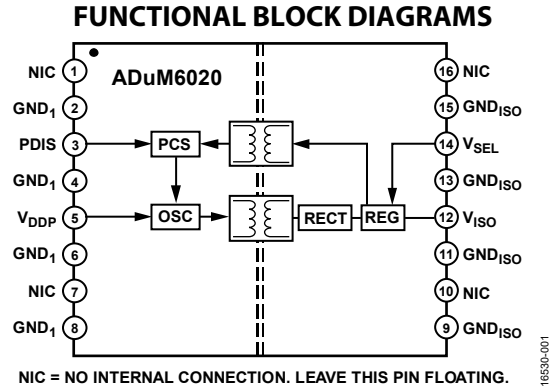 FUNCTIONAL BLOCK DIAGRAMS
ADuM6020
NIC 1
GND1 2
PDIS 3
GND1 4
VDDP 5
GND1 6
NIC 7
GND1 8
16 NIC
15 GNDISO
14 VSEL
13 GNDISO
12 VISO
11 GNDISO
10 NIC
9 GNDISO
PCS
OSC
RECT
REG
NIC = NO INTERNAL CONNECTION. LEAVE THIS PIN FLOATING.
16530-001